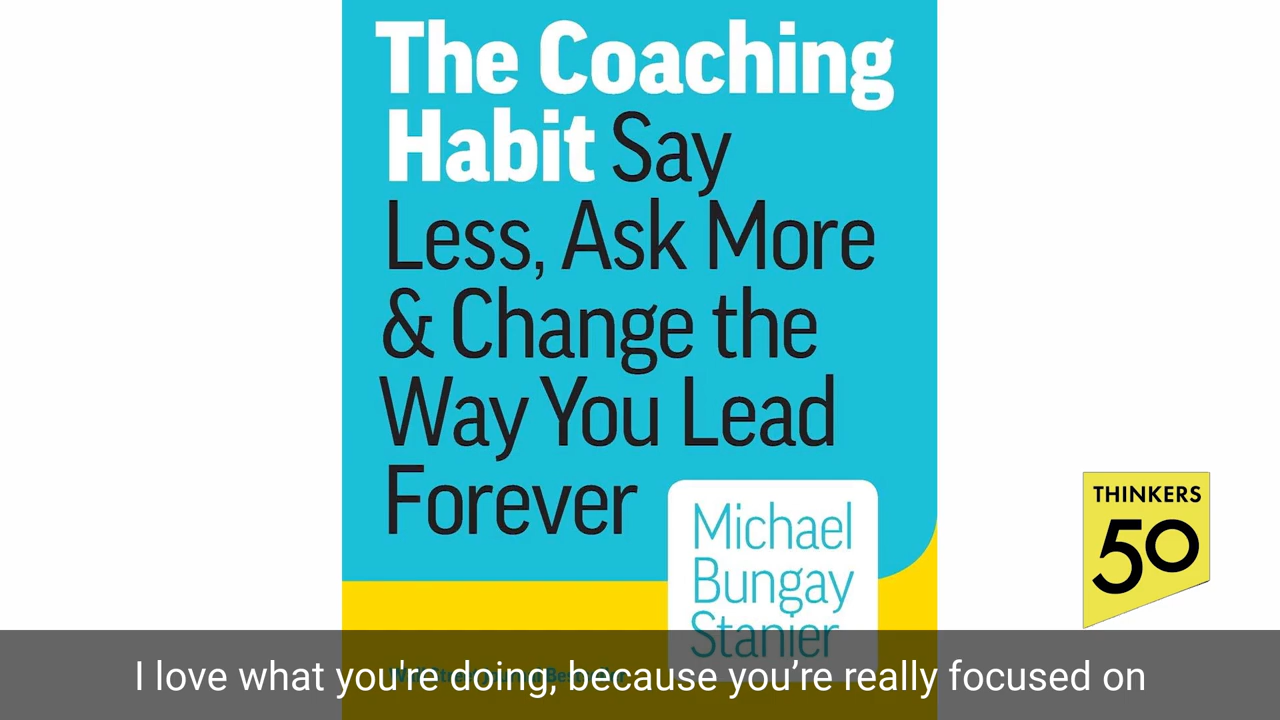 The Coaching
Habit Say
Less, Ask More
& Change the
Way You Lead
Forever
Michael
Bungay
Stanier
THINKERS
50
I love what you're doing, because you’re really focused on